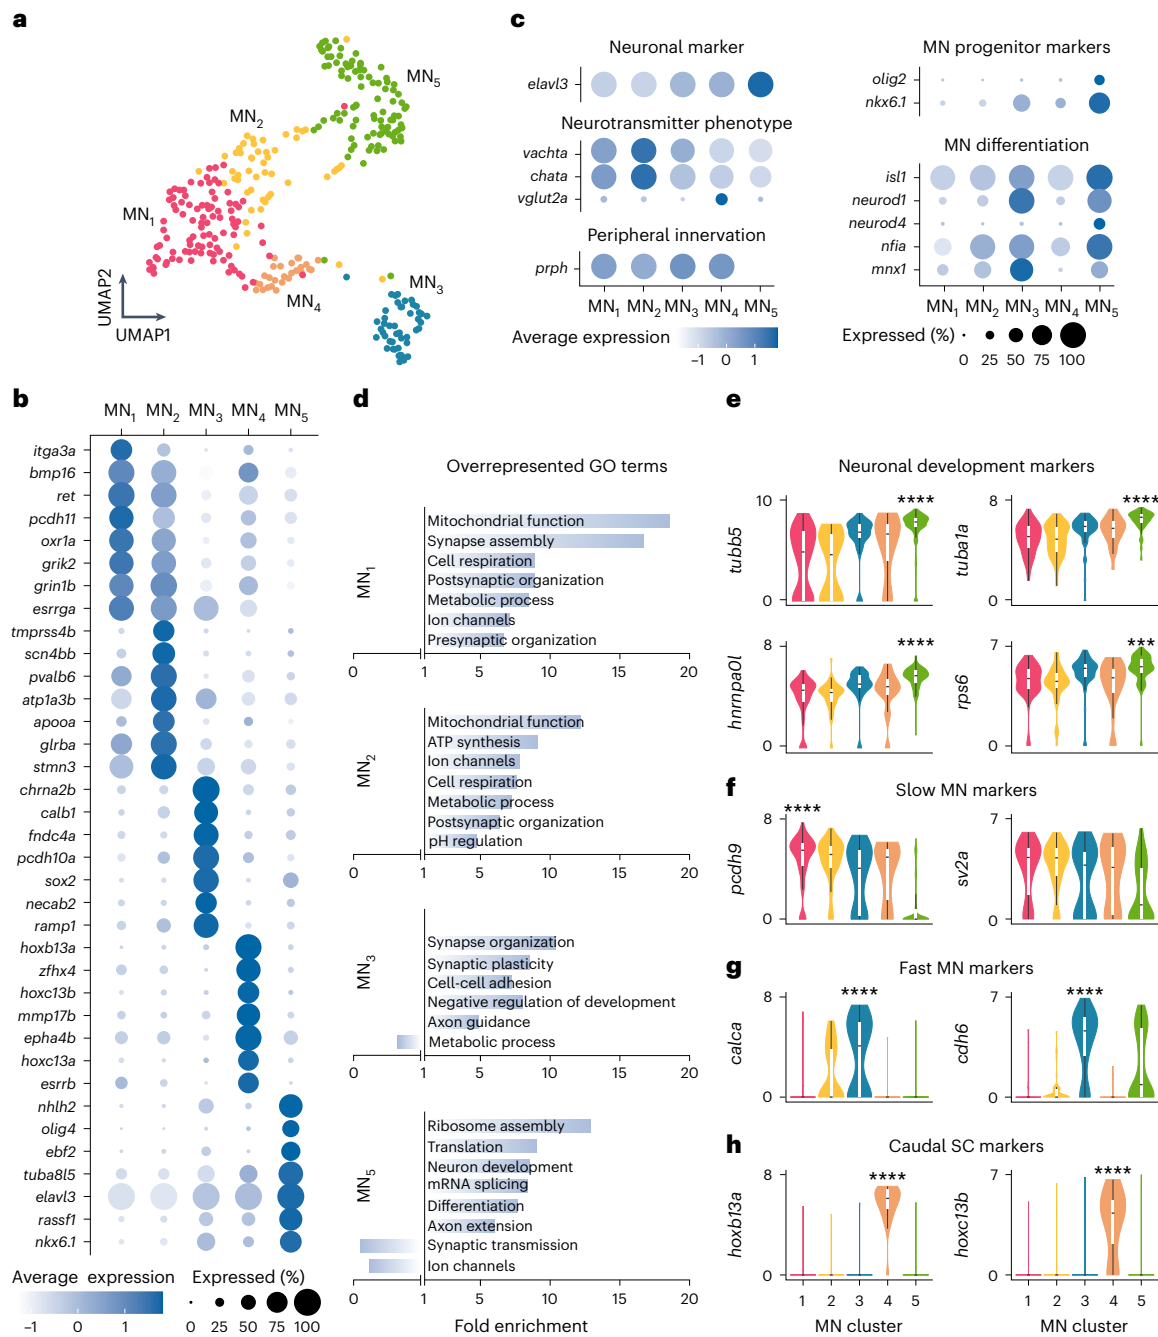 a
MN5
MN2
MN1
MN4
MN3
UMAP2
UMAP1
c
Neuronal marker
elavl3
Neurotransmitter phenotype
vachta
chata
vglut2a
Peripheral innervation
prph
MN1 MN2 MN3 MN4 MN5
Average expression
–1 0 1
MN progenitor markers
olig2
nkx6.1
MN differentiation
isl1
neurod1
neurod4
nfia
mnx1
MN1 MN2 MN3 MN4 MN5
Expressed (%)
0 25 50 75 100
b
MN1 MN2 MN3 MN4 MN5
itga3a
bmp16
ret
pcdh11
oxr1a
grik2
grin1b
esrrga
tmprss4b
scn4bb
pvalb6
atp1a3b
apooa
glrba
stmn3
chrna2b
calb1
fndc4a
pcdh10a
sox2
necab2
ramp1
hoxb13a
zfhx4
hoxc13b
mmp17b
epha4b
hoxc13a
esrrb
nhlh2
olig4
ebf2
tuba8l5
elavl3
rassf1
nkx6.1
Average expression
–1 0 1
Expressed (%)
0 25 50 75 100
d
Overrepresented GO terms
MN1
Mitochondrial function
Synapse assembly
Cell respiration
Postsynaptic organization
Metabolic process
Ion channels
Presynaptic organization
0 1 5 10 15 20
MN2
Mitochondrial function
ATP synthesis
Ion channels
Cell respiration
Metabolic process
Postsynaptic organization
pH regulation
0 1 5 10 15 20
MN3
Synapse organization
Synaptic plasticity
Cell-cell adhesion
Negative regulation of development
Axon guidance
Metabolic process
0 1 5 10 15 20
MN5
Ribosome assembly
Translation
Neuron development
mRNA splicing
Differentiation
Axon extension
Synaptic transmission
Ion channels
0 1 5 10 15 20
Fold enrichment
e
Neuronal development markers
tubb5
10
0
****
tuba1a
8
0
****
hnrnpa0l
8
0
****
rps6
7
0
***
f
Slow MN markers
pcdh9
8
0
****
sv2a
7
0
g
Fast MN markers
calca
8
0
****
cdh6
7
0
****
h
Caudal SC markers
hoxb13a
8
0
****
1 2 3 4 5
MN cluster
hoxc13b
7
0
****
1 2 3 4 5
MN cluster